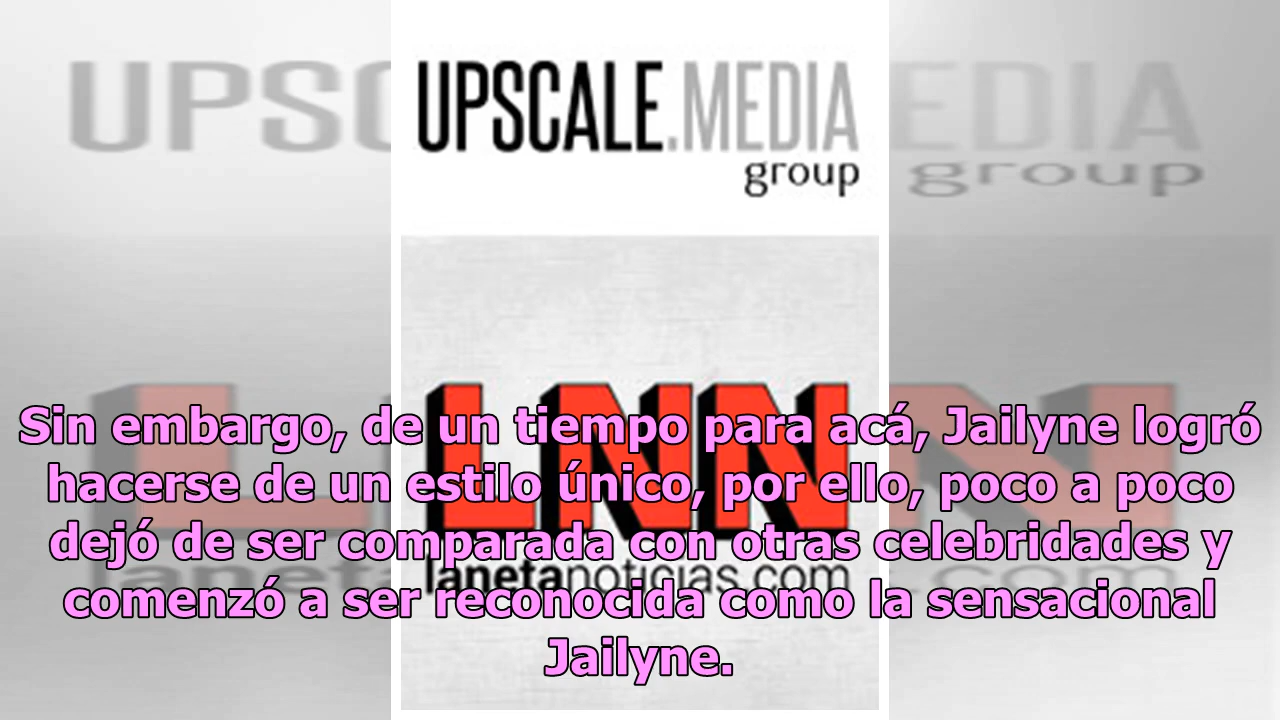 UPSCALE.MEDIA
group
LNN
lanetanoticias.com
Sin embargo, de un tiempo para acá, Jailyne logró
hacerse de un estilo único, por ello, poco a poco
dejó de ser comparada con otras celebridades y
comenzó a ser reconocida como la sensacional
Jailyne.